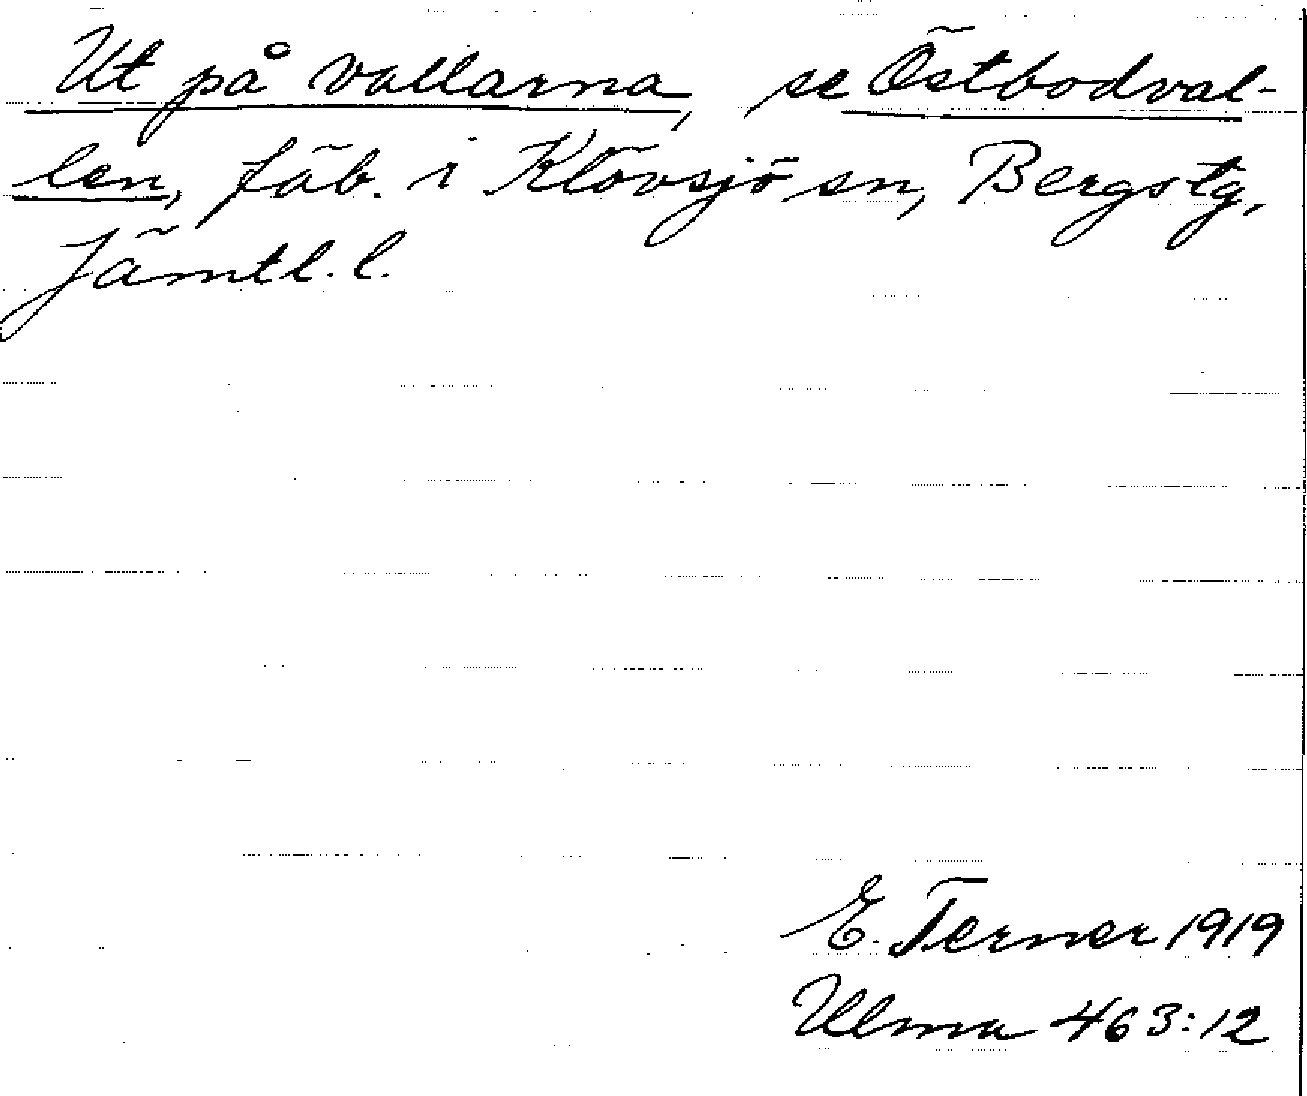 Ut på vallarna, se Östbodval-
len, fäb. i Klövsjö sn, Bergs tg,
Jämtl. l.
E. Terner 1919
Ulma 463:12